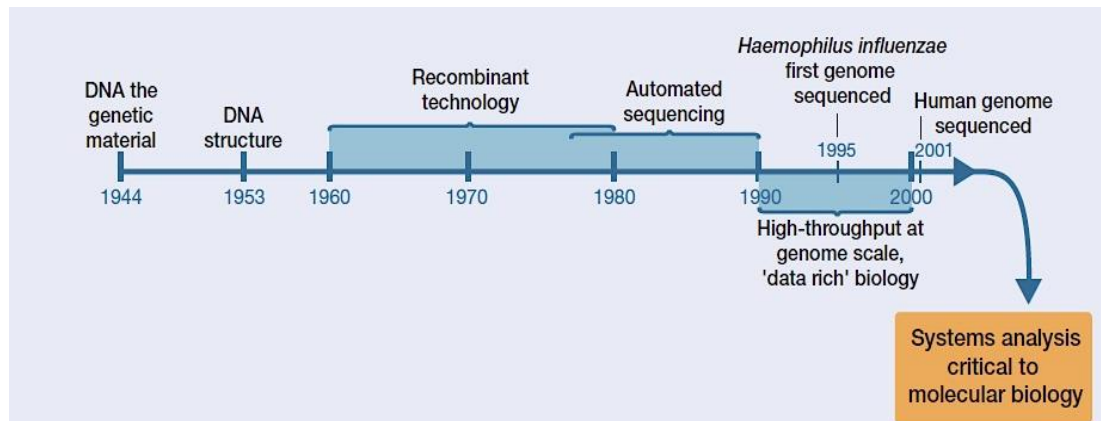 DNA the
genetic
material
DNA
structure
Recombinant
technology
Automated
sequencing
Haemophilus influenzae
first genome
sequenced
Human genome
sequenced
1944
1953
1960
1970
1980
1990
1995
2000
2001
High-throughput at
genome scale,
'data rich' biology
Systems analysis
critical to
molecular biology